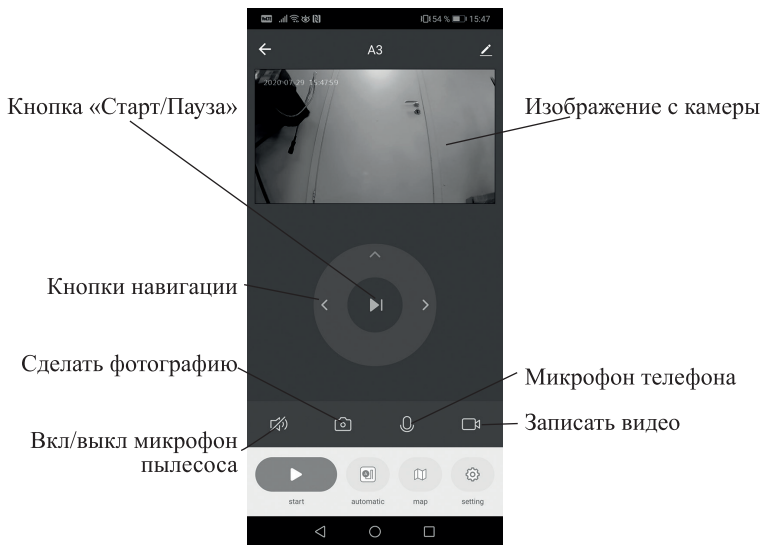 54 % 15:47
A3
2020-07-29 15:47:59
Кнопка «Старт/Пауза»
Изображение с камеры
Кнопки навигации
Сделать фотографию
Микрофон телефона
Записать видео
Вкл/выкл микрофон
пылесоса
start automatic map setting